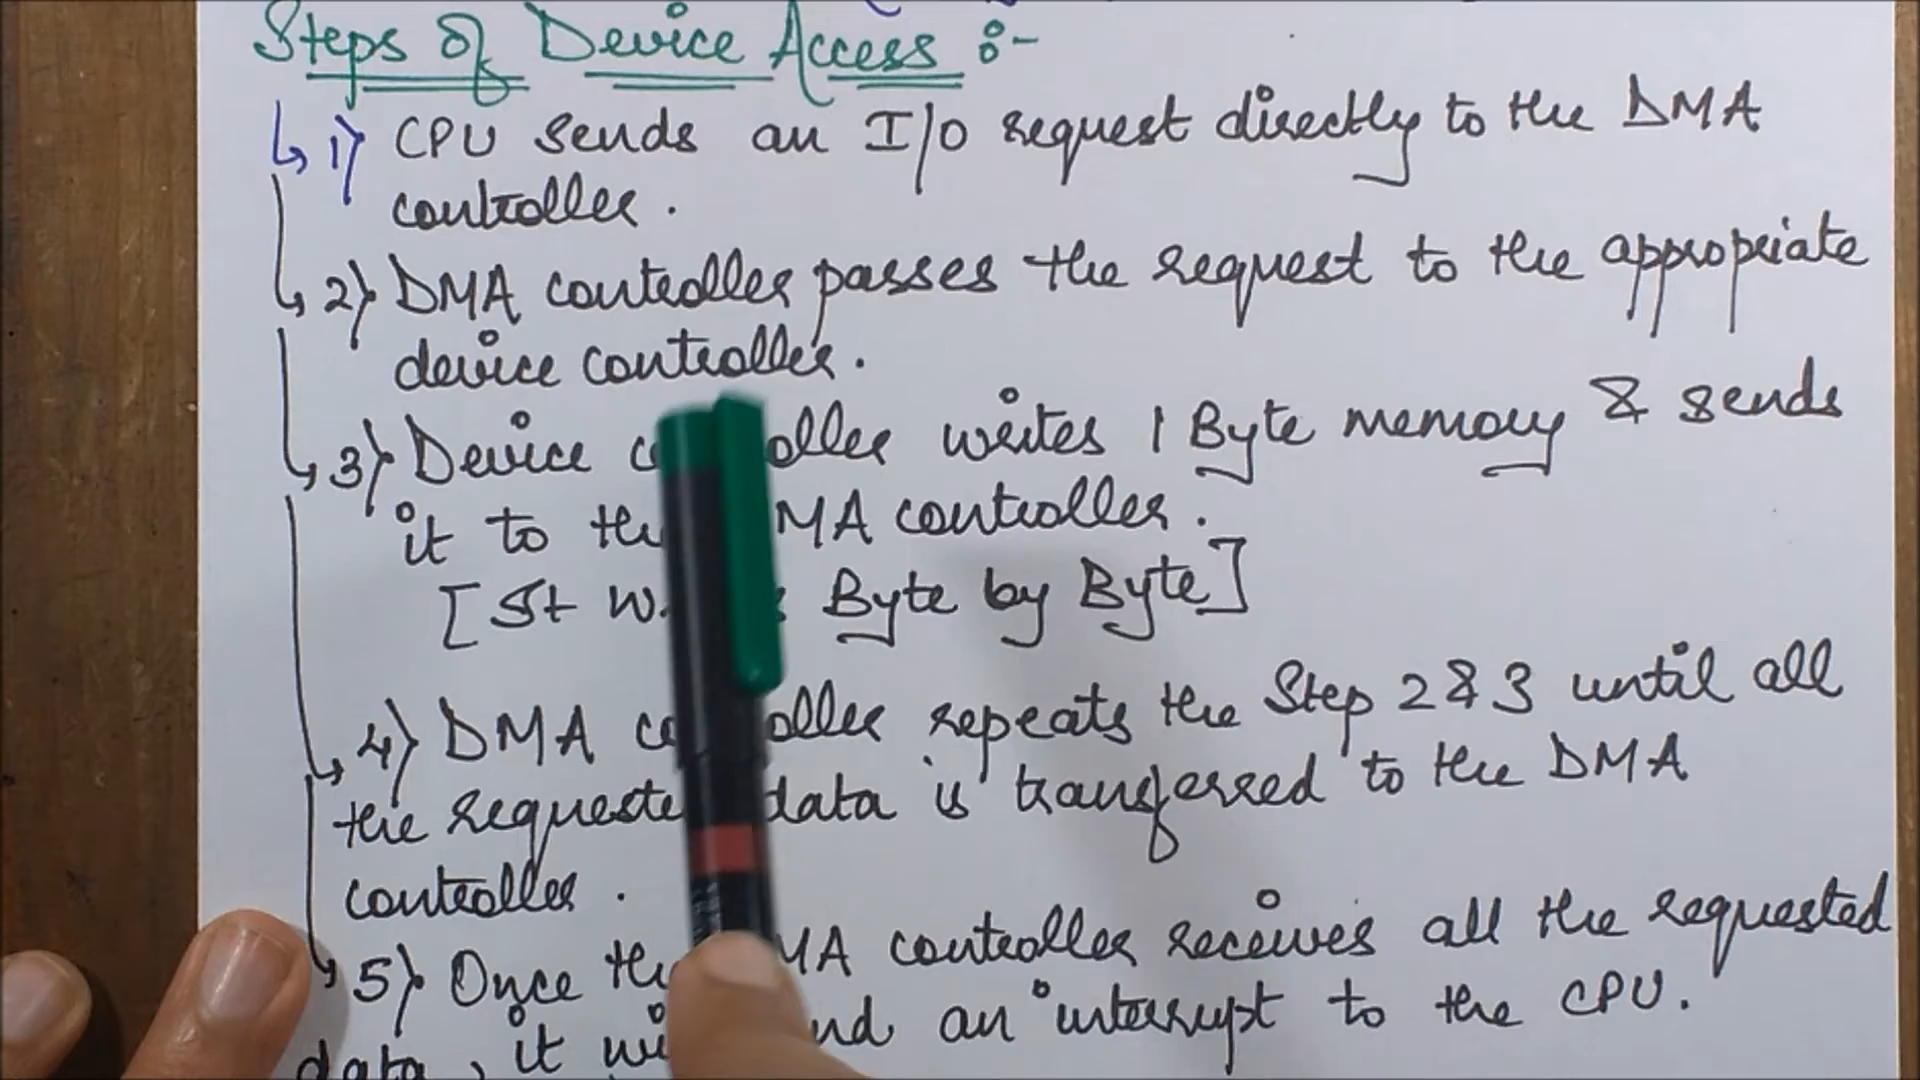 Steps of Device Access :-
1) CPU sends an I/O request directly to the DMA
controller.
2) DMA controller passes the request to the appropriate
device controller.
3) Device writes 1 Byte memory & sends
it to MA controller.
[It Byte by Byte]
4) DMA repeats the Step 2 & 3 until all
the data is transferred to the DMA
controller.
5) Once MA controller receives all the requested
data, it an interrupt to the CPU.